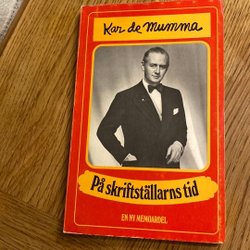 Kar de Mumma
På skriftställarns tid
EN NY MEMOARDEL